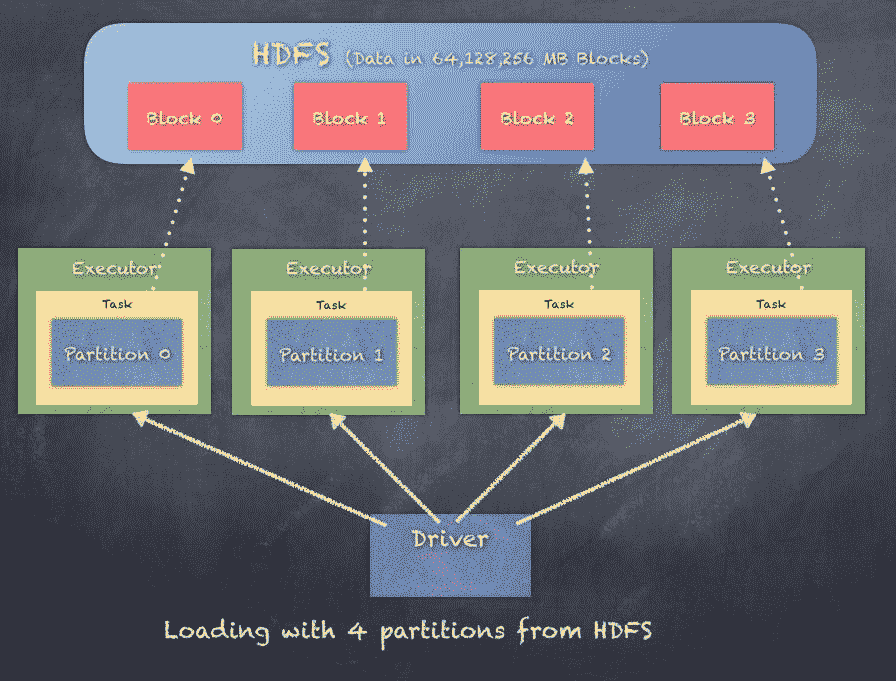 HDFS (Data in 64,128,256 MB Blocks)
Block 0
Block 1
Block 2
Block 3
Executor
Executor
Executor
Executor
Task
Task
Task
Task
Partition 0
Partition 1
Partition 2
Partition 3
Driver
Loading with 4 partitions from HDFS